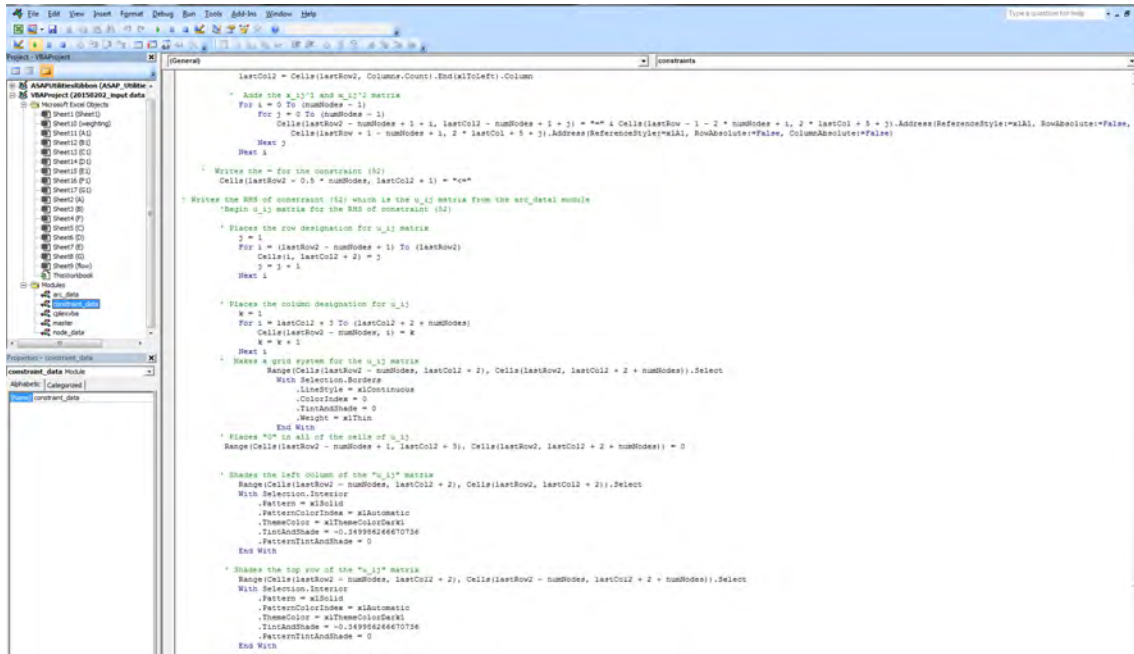 File Edit View Insert Format Debug Run Tools Add-Ins Window Help
Type a question for help
Project - VBAProject
(General)
constraints
ASAPUtilitiesRibbon (ASAP_Utilitie
VBAProject (20150202_input data
Microsoft Excel Objects
Sheet1 (Sheet1)
Sheet10 (weighting)
Sheet11 (A1)
Sheet12 (B1)
Sheet13 (C1)
Sheet14 (D1)
Sheet15 (E1)
Sheet16 (F1)
Sheet17 (G1)
Sheet2 (A)
Sheet3 (B)
Sheet4 (F)
Sheet5 (C)
Sheet6 (D)
Sheet7 (E)
Sheet8 (G)
Sheet9 (flow)
ThisWorkbook
Modules
arc_data
constraint_data
cplexvba
master
node_data
Properties - constraint_data
constraint_data Module
Alphabetic Categorized
(Name) constraint_data
lastCol2 = Cells(lastRow2, Columns.Count).End(xlToLeft).Column
' Adds the x_ij^1 and x_ij^2 matrix
For i = 0 To (numNodes - 1)
For j = 0 To (numNodes - 1)
Cells(lastRow2 - numNodes + 1 + i, lastCol2 - numNodes + 1 + j) = "=" & Cells(lastRow - 1 - 2 * numNodes + i, 2 * lastCol + 5 + j).Address(ReferenceStyle:=xlA1, RowAbsolute:=False,
Cells(lastRow + 1 - numNodes + i, 2 * lastCol + 5 + j).Address(ReferenceStyle:=xlA1, RowAbsolute:=False, ColumnAbsolute:=False)
Next j
Next i
' Writes the = for the constraint (52)
Cells(lastRow2 - 0.5 * numNodes, lastCol2 + 1) = "<="
' Writes the RHS of constraint (52) which is the u_ij matrix from the arc_data1 module
'Begin u_ij matrix for the RHS of constraint (52)
' Places the row designation for u_ij matrix
j = 1
For i = (lastRow2 - numNodes + 1) To (lastRow2)
Cells(i, lastCol2 + 2) = j
j = j + 1
Next i
' Places the column designation for u_ij
k = 1
For i = lastCol2 + 3 To (lastCol2 + 2 + numNodes)
Cells(lastRow2 - numNodes, i) = k
k = k + 1
Next i
' Makes a grid system for the u_ij matrix
Range(Cells(lastRow2 - numNodes, lastCol2 + 2), Cells(lastRow2, lastCol2 + 2 + numNodes)).Select
With Selection.Borders
.LineStyle = xlContinuous
.ColorIndex = 0
.TintAndShade = 0
.Weight = xlThin
End With
' Places "0" in all of the cells of u_ij
Range(Cells(lastRow2 - numNodes + 1, lastCol2 + 3), Cells(lastRow2, lastCol2 + 2 + numNodes)) = 0
' Shades the left column of the "u_ij" matrix
Range(Cells(lastRow2 - numNodes, lastCol2 + 2), Cells(lastRow2, lastCol2 + 2)).Select
With Selection.Interior
.Pattern = xlSolid
.PatternColorIndex = xlAutomatic
.ThemeColor = xlThemeColorDark1
.TintAndShade = -0.349986266670736
.PatternTintAndShade = 0
End With
' Shades the top row of the "u_ij" matrix
Range(Cells(lastRow2 - numNodes, lastCol2 + 2), Cells(lastRow2 - numNodes, lastCol2 + 2 + numNodes)).Select
With Selection.Interior
.Pattern = xlSolid
.PatternColorIndex = xlAutomatic
.ThemeColor = xlThemeColorDark1
.TintAndShade = -0.349986266670736
.PatternTintAndShade = 0
End With